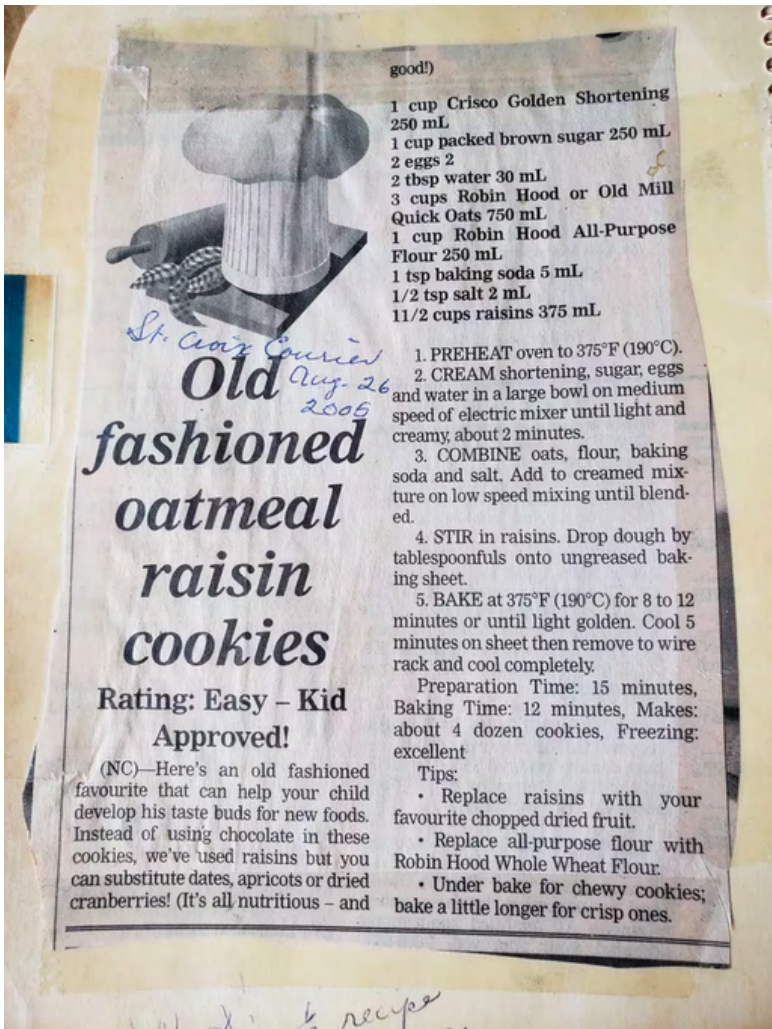 St. Croix Courier
Aug. 26
2005
Old
fashioned
oatmeal
raisin
cookies
Rating: Easy – Kid
Approved!
(NC)—Here's an old fashioned
favourite that can help your child
develop his taste buds for new foods.
Instead of using chocolate in these
cookies, we've used raisins but you
can substitute dates, apricots or dried
cranberries! (It's all nutritious – and
good!)
1 cup Crisco Golden Shortening
250 mL
1 cup packed brown sugar 250 mL
2 eggs 2
2 tbsp water 30 mL
3 cups Robin Hood or Old Mill
Quick Oats 750 mL
1 cup Robin Hood All-Purpose
Flour 250 mL
1 tsp baking soda 5 mL
1/2 tsp salt 2 mL
11/2 cups raisins 375 mL
1. PREHEAT oven to 375°F (190°C).
2. CREAM shortening, sugar, eggs
and water in a large bowl on medium
speed of electric mixer until light and
creamy, about 2 minutes.
3. COMBINE oats, flour, baking
soda and salt. Add to creamed mix-
ture on low speed mixing until blend-
ed.
4. STIR in raisins. Drop dough by
tablespoonfuls onto ungreased bak-
ing sheet.
5. BAKE at 375°F (190°C) for 8 to 12
minutes or until light golden. Cool 5
minutes on sheet then remove to wire
rack and cool completely.
Preparation Time: 15 minutes,
Baking Time: 12 minutes, Makes:
about 4 dozen cookies, Freezing:
excellent
Tips:
• Replace raisins with your
favourite chopped dried fruit.
• Replace all-purpose flour with
Robin Hood Whole Wheat Flour.
• Under bake for chewy cookies;
bake a little longer for crisp ones.
recipe